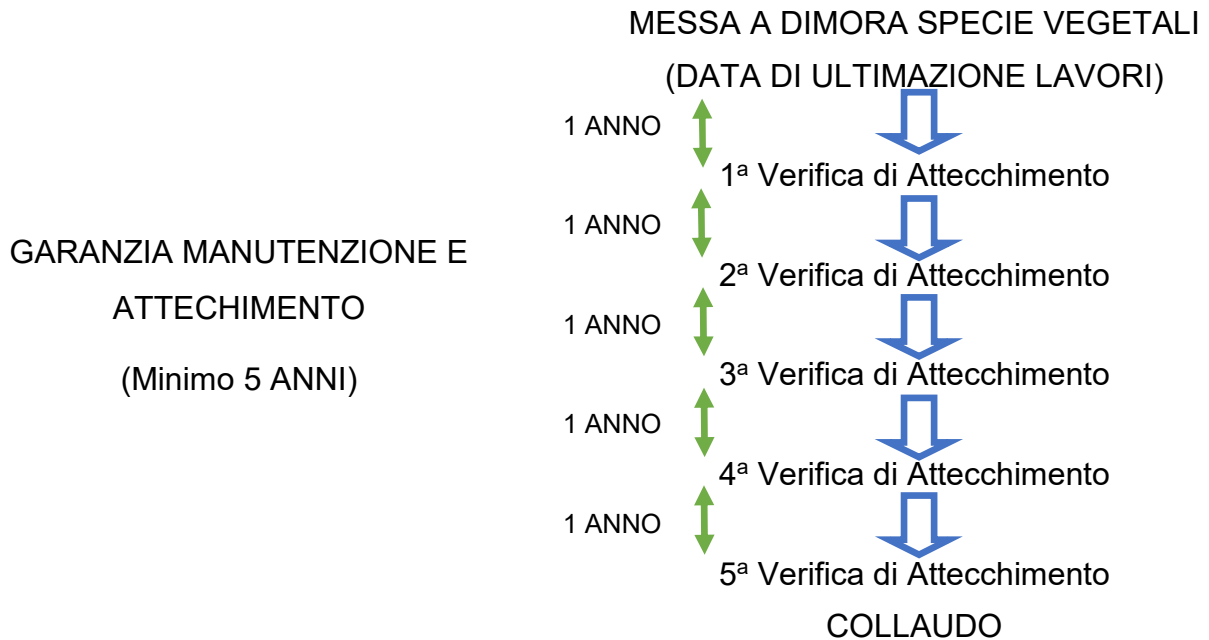 MESSA A DIMORA SPECIE VEGETALI
(DATA DI ULTIMAZIONE LAVORI)
1 ANNO
1ª Verifica di Attecchimento
1 ANNO
2ª Verifica di Attecchimento
GARANZIA MANUTENZIONE E
ATTECHIMENTO
(Minimo 5 ANNI)
1 ANNO
3ª Verifica di Attecchimento
1 ANNO
4ª Verifica di Attecchimento
1 ANNO
5ª Verifica di Attecchimento
COLLAUDO